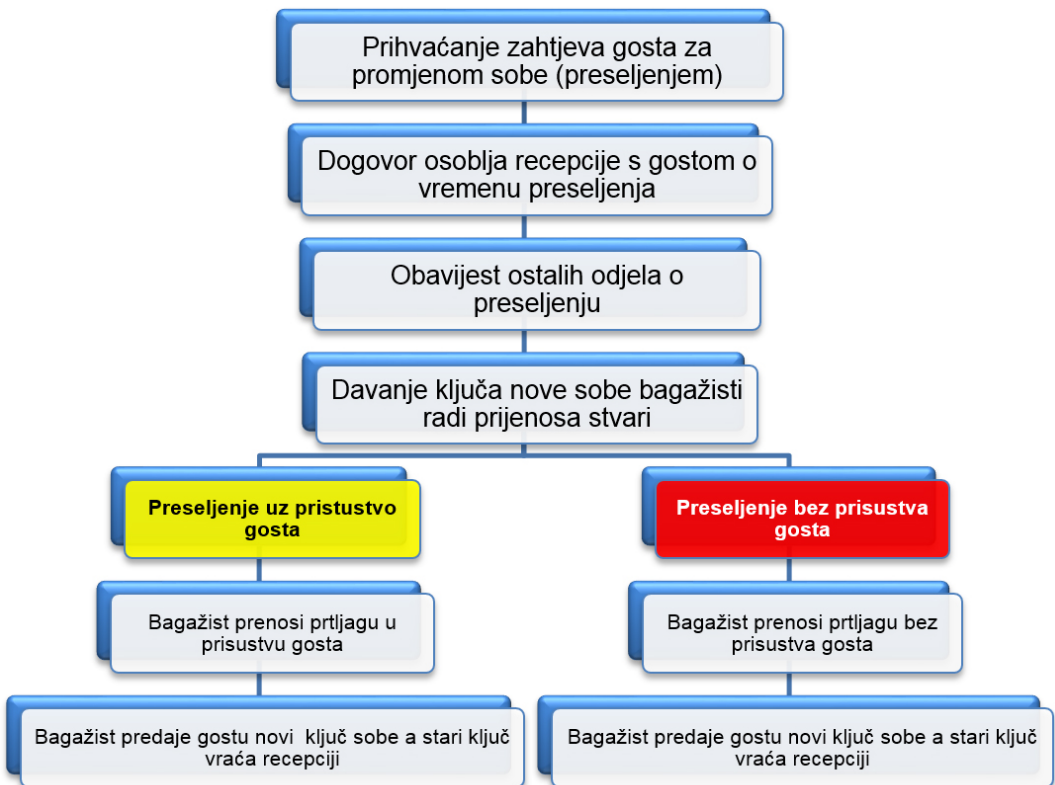 Prihvaćanje zahtjeva gosta za
promjenom sobe (preseljenjem)
Dogovor osoblja recepcije s gostom o
vremenu preseljenja
Obavijest ostalih odjela o
preseljenju
Davanje ključa nove sobe bagažisti
radi prijenosa stvari
Preseljenje uz pristustvo
gosta
Preseljenje bez prisustva
gosta
Bagažist prenosi prtljagu u
prisustvu gosta
Bagažist prenosi prtljagu bez
prisustva gosta
Bagažist predaje gostu novi ključ sobe a stari ključ
vraća recepciji
Bagažist predaje gostu novi ključ sobe a stari ključ
vraća recepciji